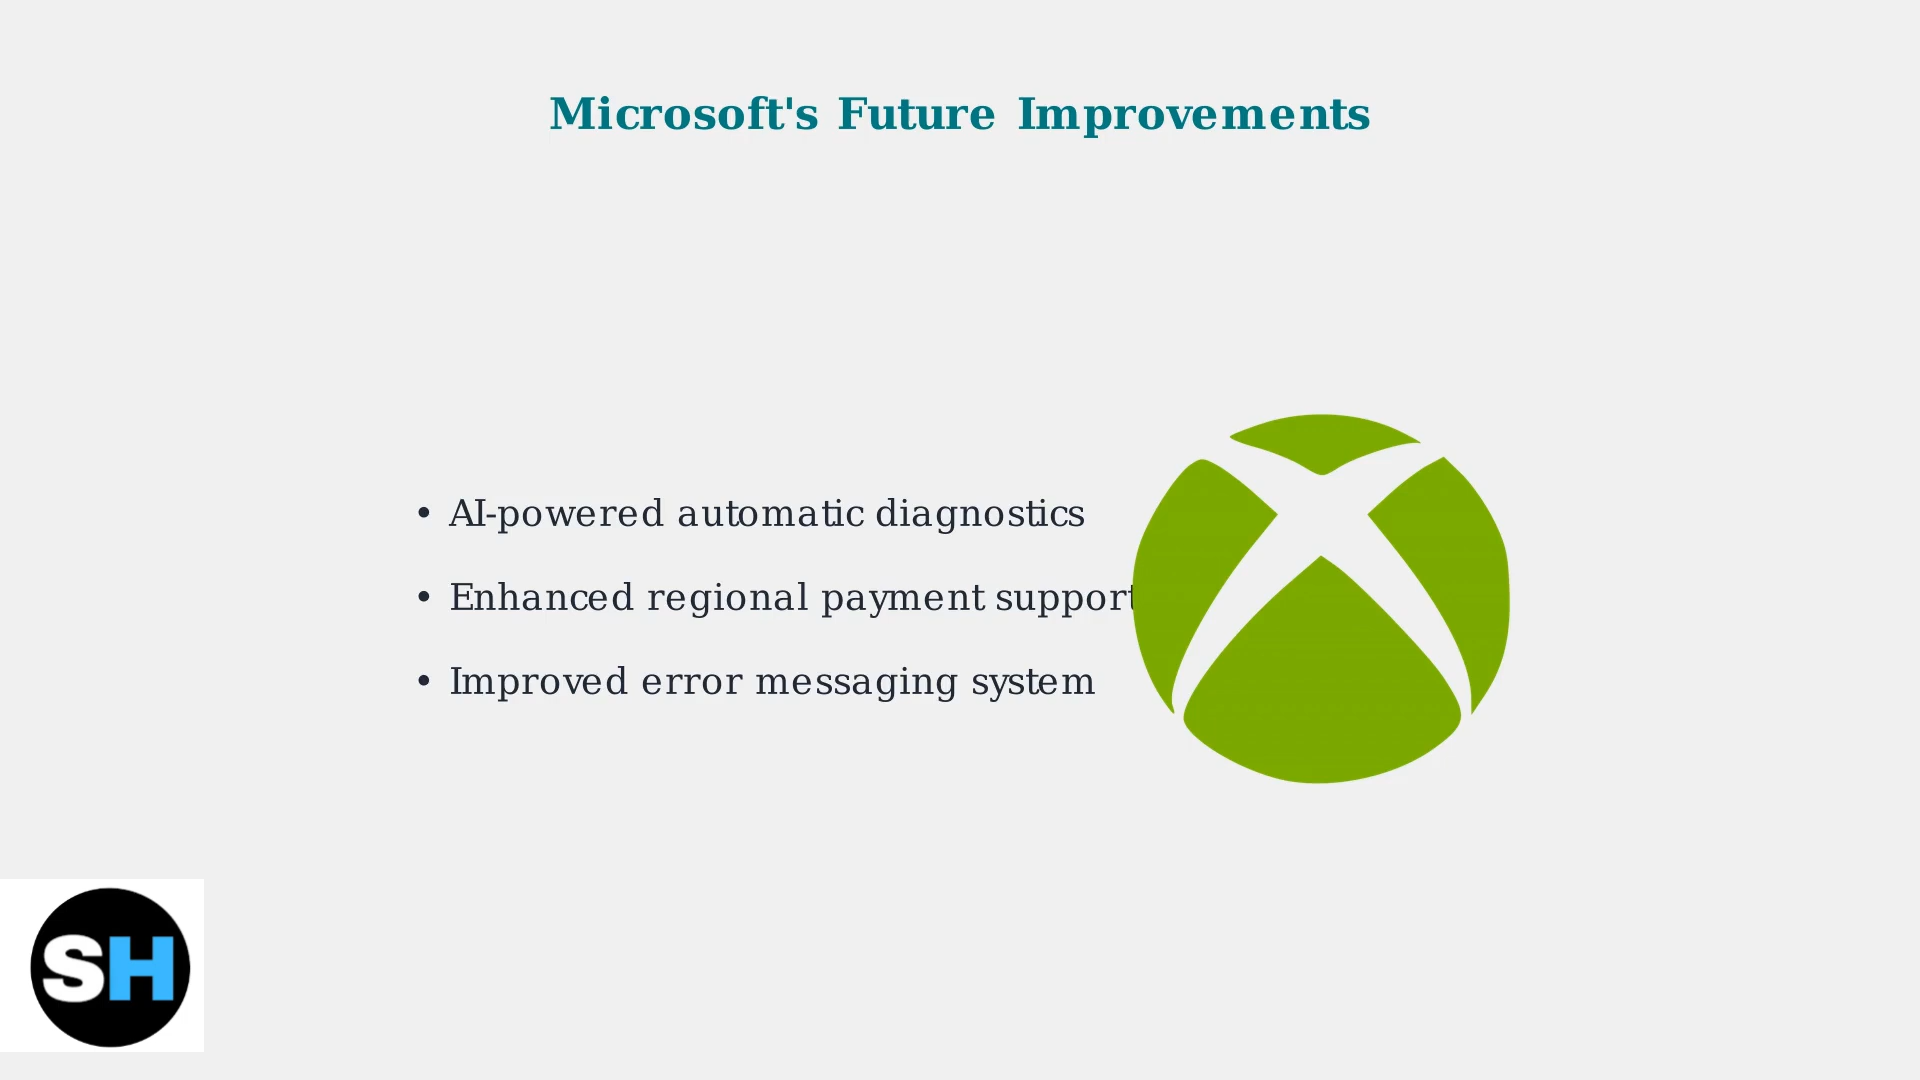 Microsoft's Future Improvements
• AI-powered automatic diagnostics
• Enhanced regional payment support
• Improved error messaging system
SH